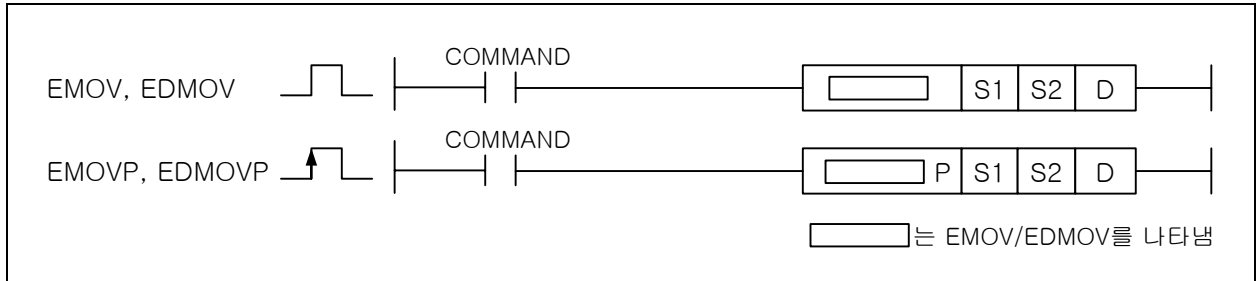 COMMAND
EMOV, EDMOV S1 S2 D
COMMAND
EMOVP, EDMOVP P S1 S2 D
는 EMOV/EDMOV를 나타냄